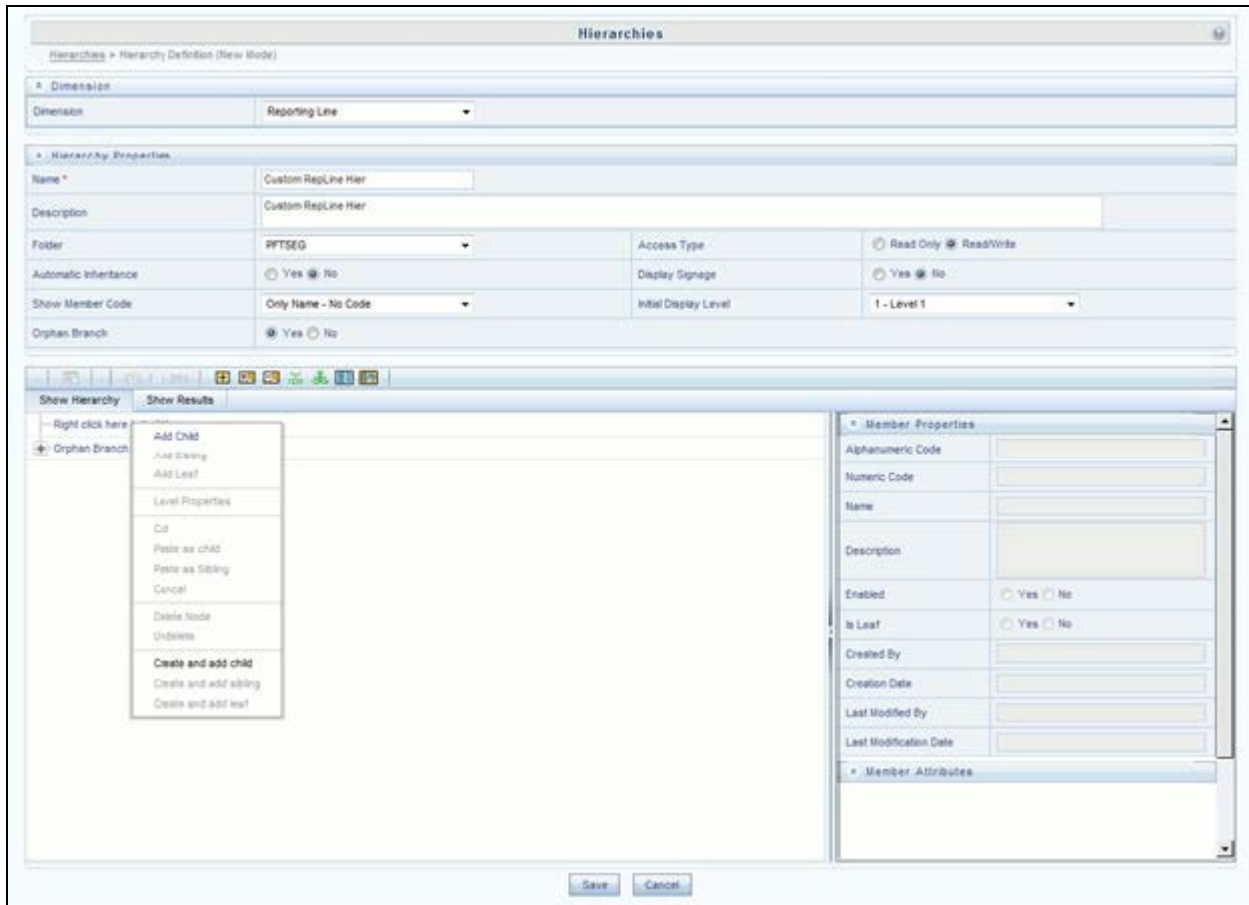 Hierarchies
Hierarchies > Hierarchy Definition (New Mode)
Dimension
Dimension Reporting Line
Hierarchy Properties
Name * Custom RepLine Hier
Description Custom RepLine Hier
Folder PFTSEG Access Type Read Only Read/Write
Automatic Inheritance Yes No Display Signage Yes No
Show Member Code Only Name - No Code Initial Display Level 1 - Level 1
Orphan Branch Yes No
Show Hierarchy Show Results
Right click here
Orphan Branch
Add Child
Add Sibling
Add Leaf
Level Properties
Cut
Paste as child
Paste as Sibling
Cancel
Delete Node
Undelete
Create and add child
Create and add sibling
Create and add leaf
Member Properties
Alphanumeric Code
Numeric Code
Name
Description
Enabled Yes No
Is Leaf Yes No
Created By
Creation Date
Last Modified By
Last Modification Date
Member Attributes
Save Cancel